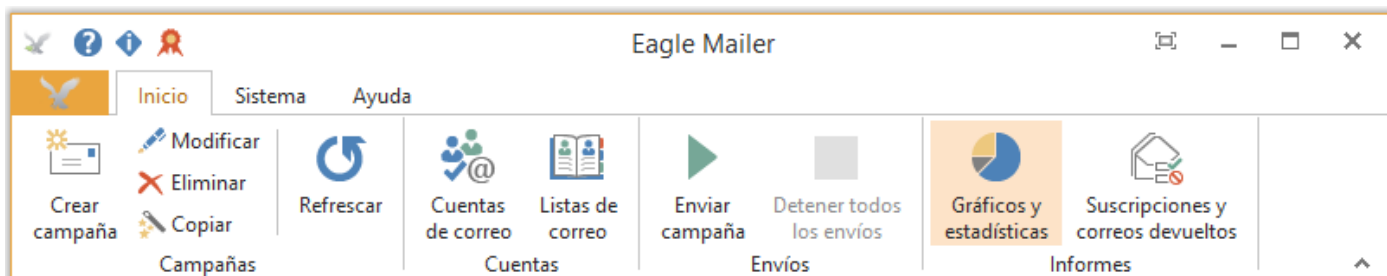 Eagle Mailer
Inicio Sistema Ayuda
Modificar
Eliminar
Copiar
Crear
campaña
Refrescar
Cuentas
de correo
Listas de
correo
Enviar
campaña
Detener todos
los envíos
Gráficos y
estadísticas
Suscripciones y
correos devueltos
Campañas Cuentas Envíos Informes